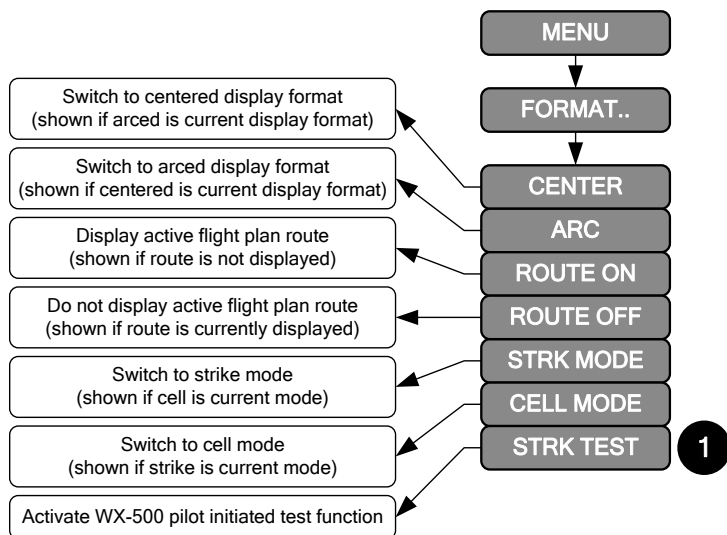 MENU
FORMAT..
Switch to centered display format
(shown if arced is current display format)
CENTER
Switch to arced display format
(shown if centered is current display format)
ARC
Display active flight plan route
(shown if route is not displayed)
ROUTE ON
Do not display active flight plan route
(shown if route is currently displayed)
ROUTE OFF
Switch to strike mode
(shown if cell is current mode)
STRK MODE
Switch to cell mode
(shown if strike is current mode)
CELL MODE
Activate WX-500 pilot initiated test function
STRK TEST
1